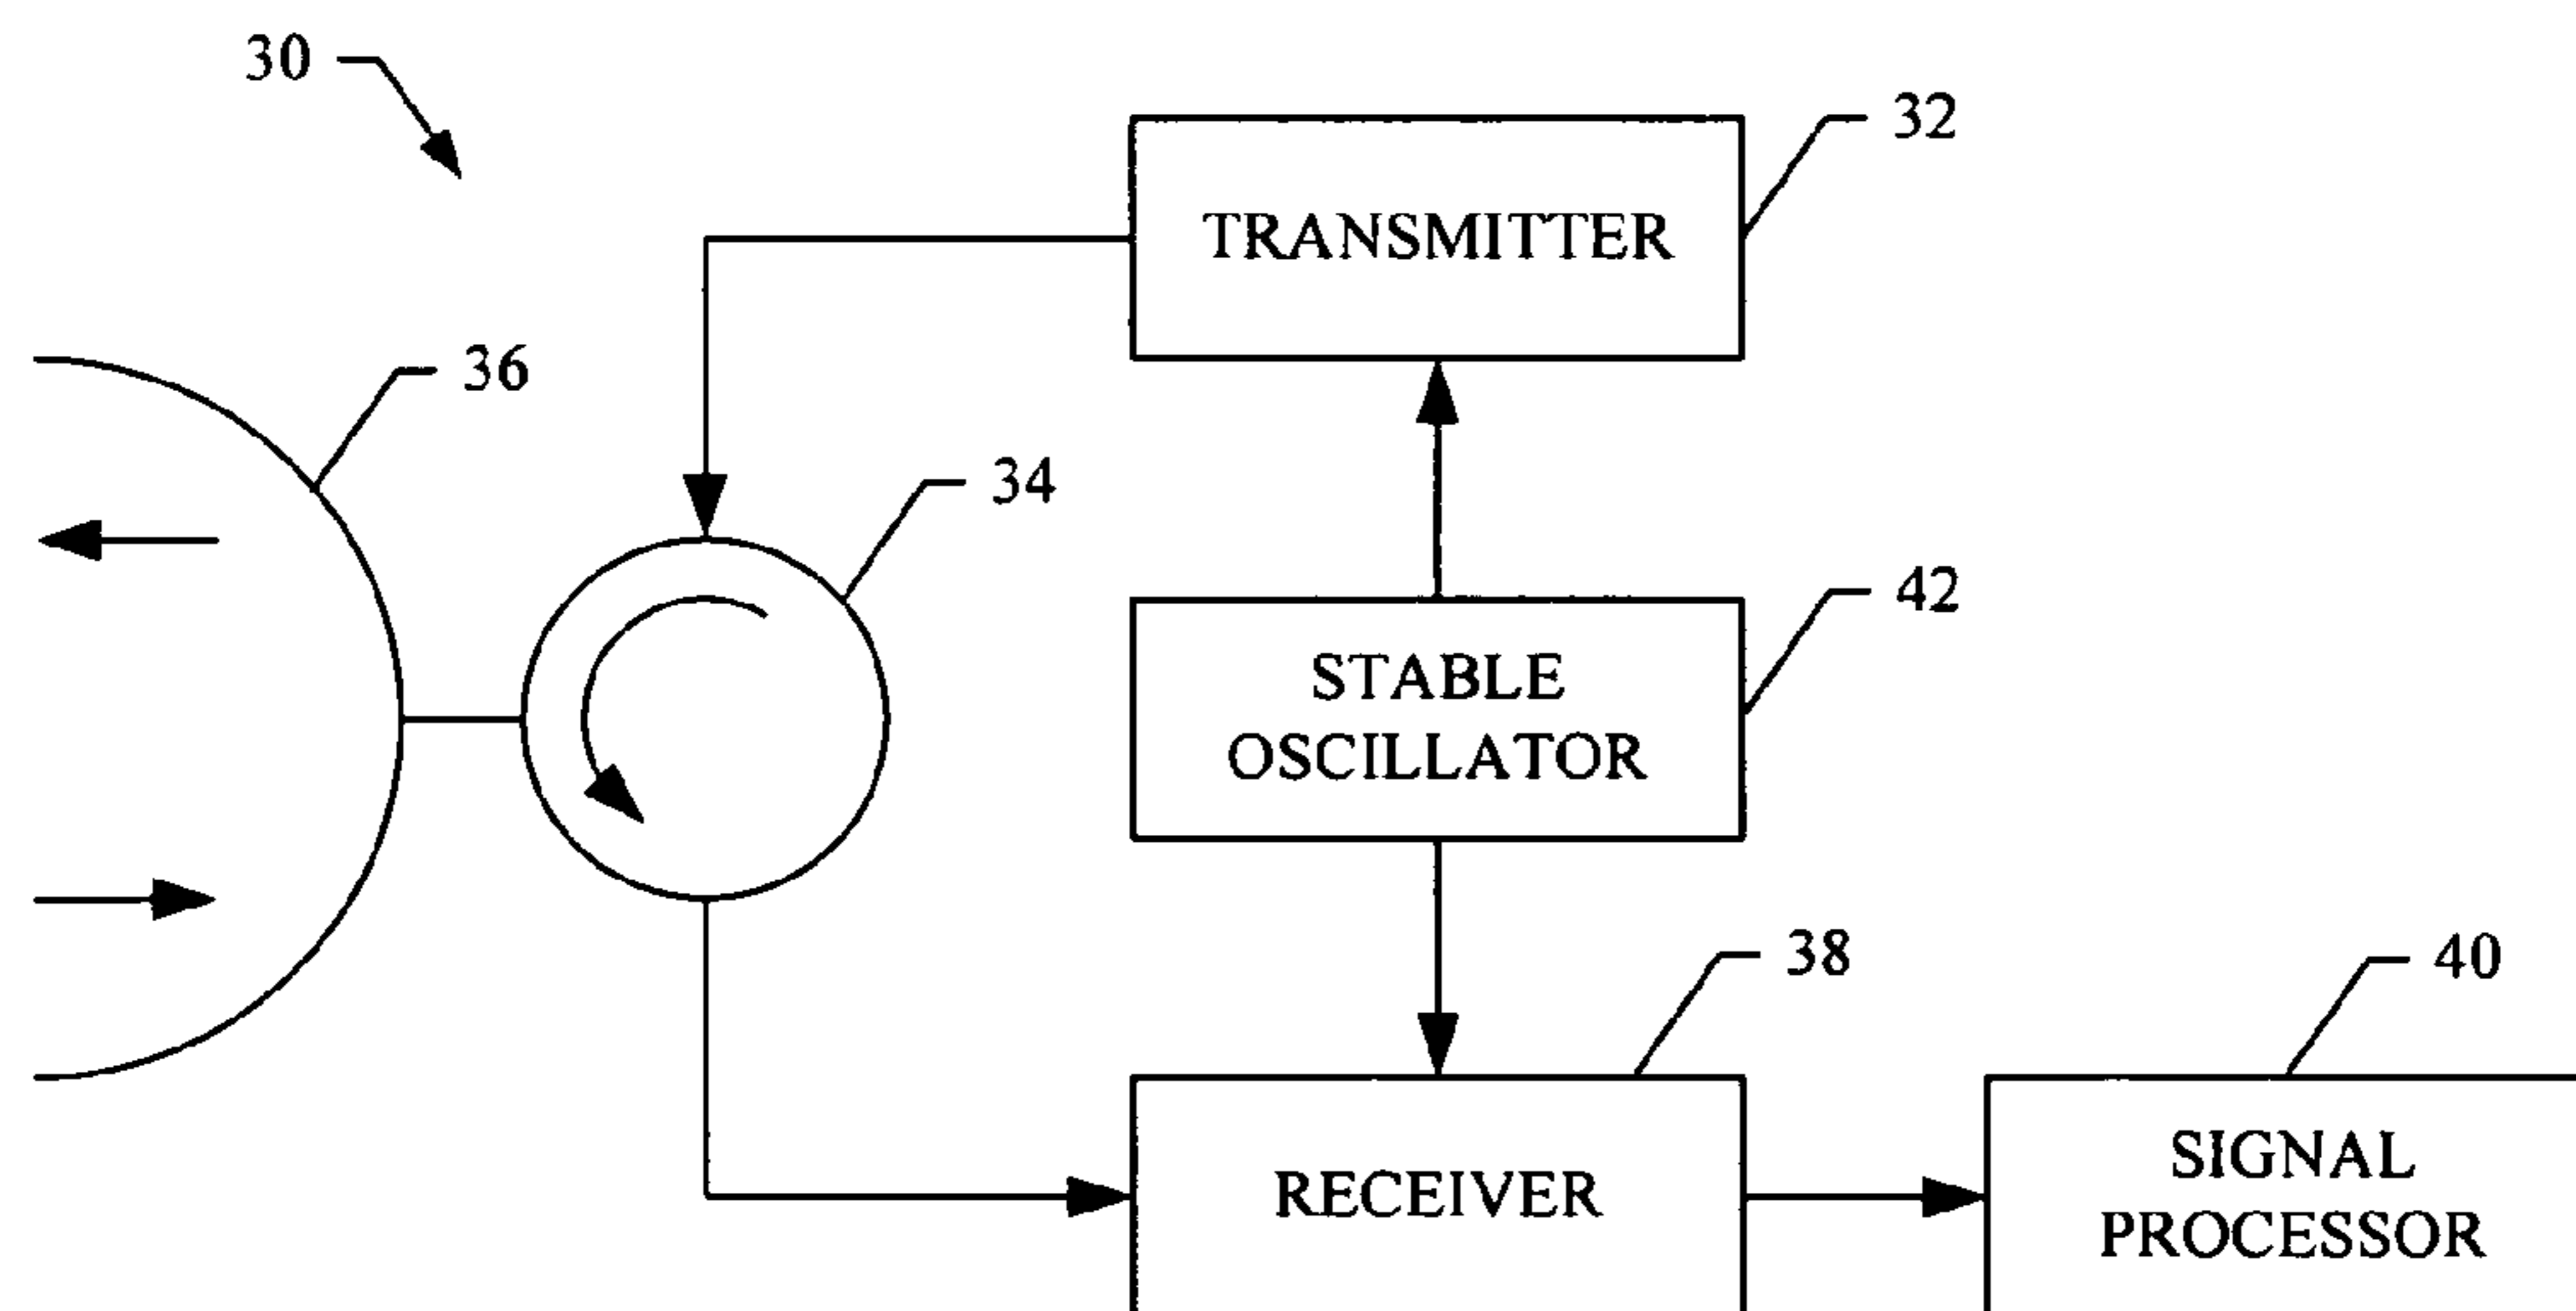 30
32
TRANSMITTER
36
34
42
STABLE
OSCILLATOR
38
40
RECEIVER
SIGNAL
PROCESSOR